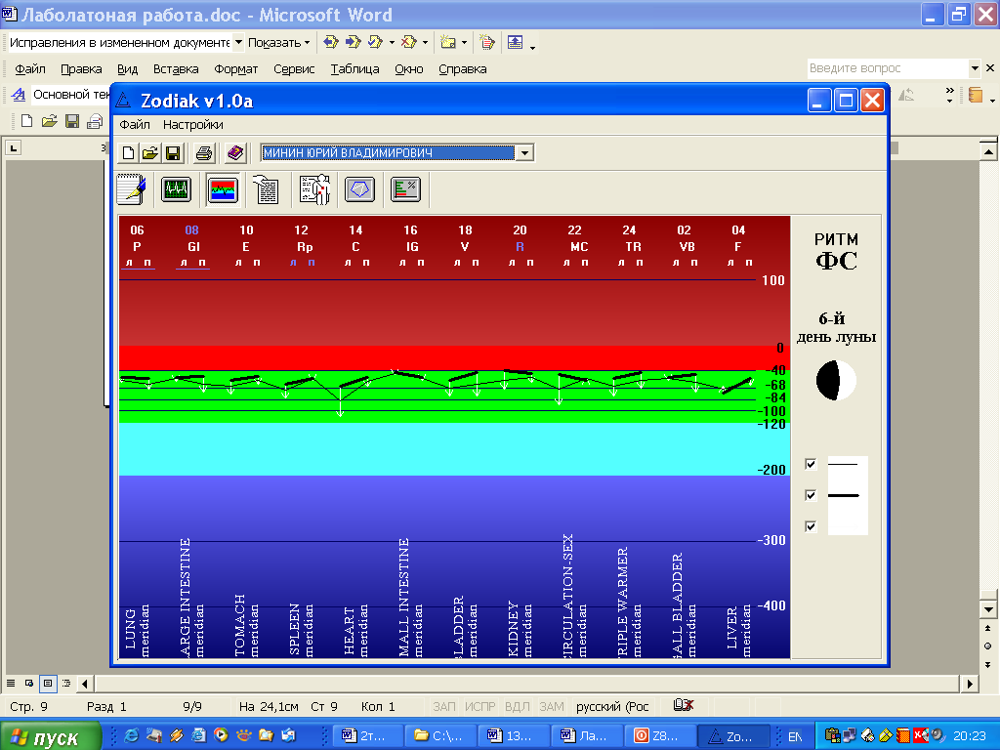 Лаболатоная работа.doc - Microsoft Word
Исправления в измененном документе Показать
Файл Правка Вид Вставка Формат Сервис Таблица Окно Справка Введите вопрос
Основной тек
Zodiak v1.0a
Файл Настройки
L 3
МИНИН ЮРИЙ ВЛАДИМИРОВИЧ
06 08 10 12 14 16 18 20 22 24 02 04
P GI E Rp C IG V R MC TR VB F
л п л п л п л п л п л п л п л п л п л п л п л п
РИТМ
ФС
100
6-й
день луны
0
-40
-68
-84
-100
-120
-200
-300
-400
LUNG
meridian
ARGE INTESTINE
meridian
TOMACH
meridian
SPLEEN
meridian
HEART
meridian
MALL INTESTINE
meridian
LADDER
meridian
KIDNEY
meridian
CIRCULATION-SEX
meridian
RIPLE WARMER
meridian
ALL BLADDER
meridian
LIVER
meridian
Стр. 9 Разд 1 9/9 На 24,1см Ст 9 Кол 1 ЗАП ИСПР ВДЛ ЗАМ русский (Рос
пуск 2т... C:\... 13... Ла... Z8... Zo... EN 20:23